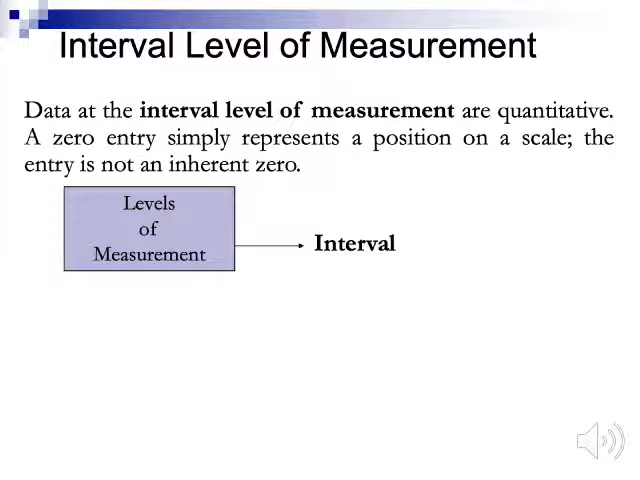 Interval Level of Measurement
Data at the interval level of measurement are quantitative.
A zero entry simply represents a position on a scale; the
entry is not an inherent zero.
Levels
of
Measurement
Interval